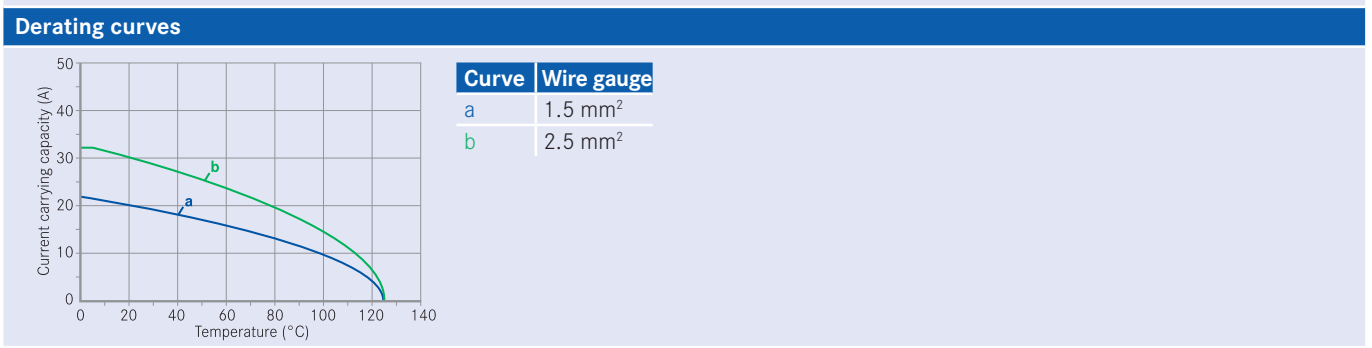 Derating curves
50
40
30
20
10
0
Current carrying capacity (A)
b
a
0 20 40 60 80 100 120 140
Temperature (°C)
Curve Wire gauge
a 1.5 mm²
b 2.5 mm²